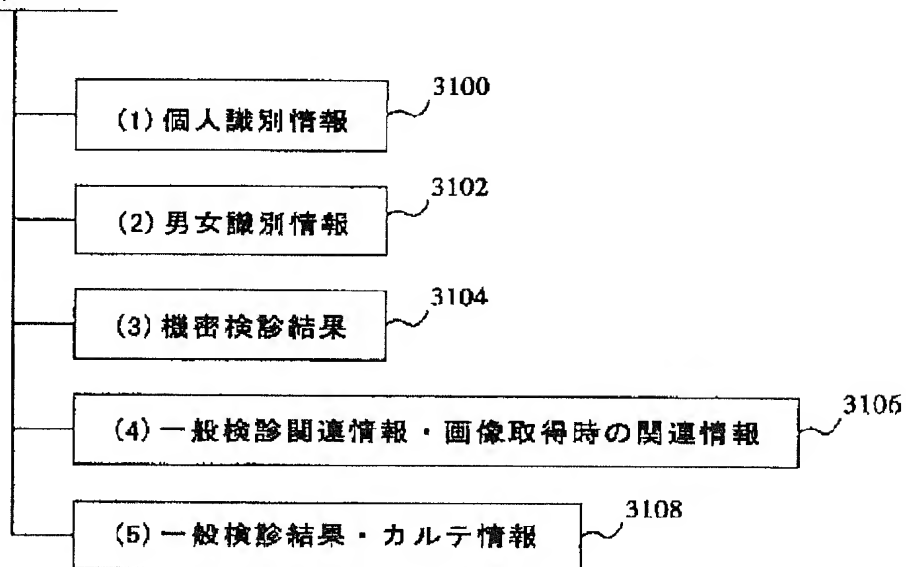 3100
(1) 個人識別情報
3102
(2) 男女識別情報
3104
(3) 機密検診結果
3106
(4) 一般検診関連情報・画像取得時の関連情報
3108
(5) 一般検診結果・カルテ情報